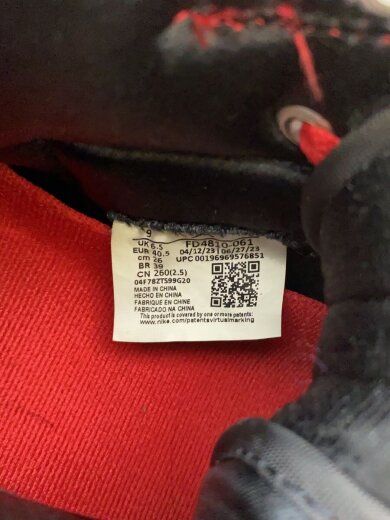 9
UK 6.5 FD4810-061
EUR 40.5 04/12/23 06/27/23
cm 26 UPC 00196969576851
BR 39
CN 260(2.5)
04F78ZTS99G20
MADE IN CHINA
HECHO EN CHINA
FABRIQUE EN CHINE
FABRICADO NA CHINA
This product is covered by one or more patents:
www.nike.com/patentsvirtualmarking